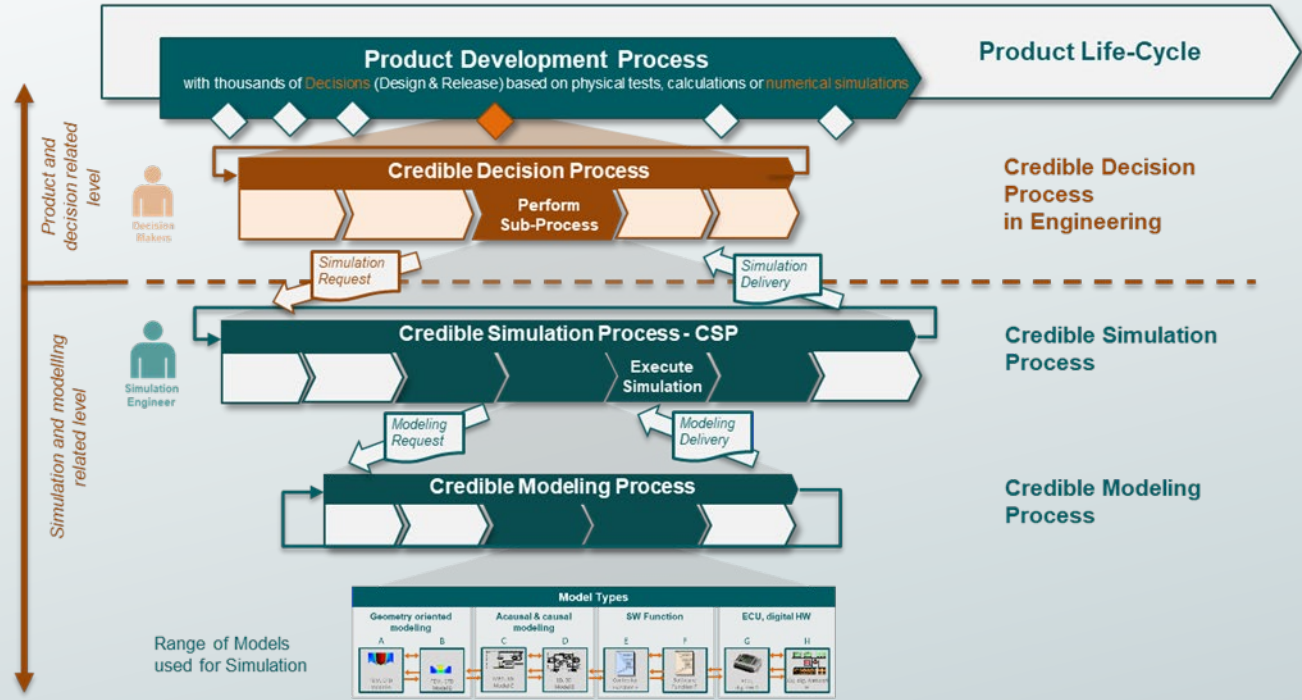 Product Development Process
with thousands of Decisions (Design & Release) based on physical tests, calculations or numerical simulations
Product Life-Cycle
Product and
decision related
level
Decision
Makers
Credible Decision Process
Perform
Sub-Process
Credible Decision
Process
in Engineering
Simulation
Request
Simulation
Delivery
Simulation and modelling
related level
Simulation
Engineer
Credible Simulation Process - CSP
Execute
Simulation
Credible Simulation
Process
Modeling
Request
Modeling
Delivery
Credible Modeling Process
Credible Modeling
Process
Range of Models
used for Simulation
Model Types
Geometry oriented
modeling
Acausal & causal
modeling
SW Function
ECU, digital HW
A B C D E F G H